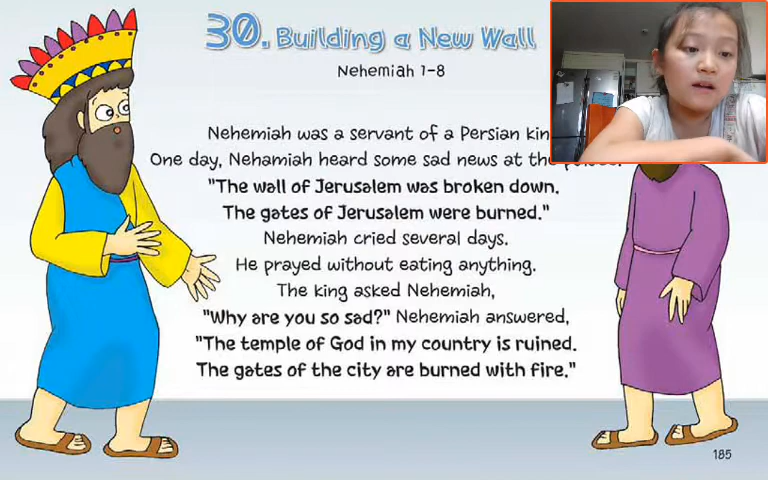 30. Building a New Wall
Nehemiah 1-8
Nehemiah was a servant of a Persian
One day, Nehamiah heard some sad news at the
"The wall of Jerusalem was broken down.
The gates of Jerusalem were burned."
Nehemiah cried several days.
He prayed without eating anything.
The king asked Nehemiah,
"Why are you so sad?" Nehemiah answered,
"The temple of God in my country is ruined.
The gates of the city are burned with fire."
185